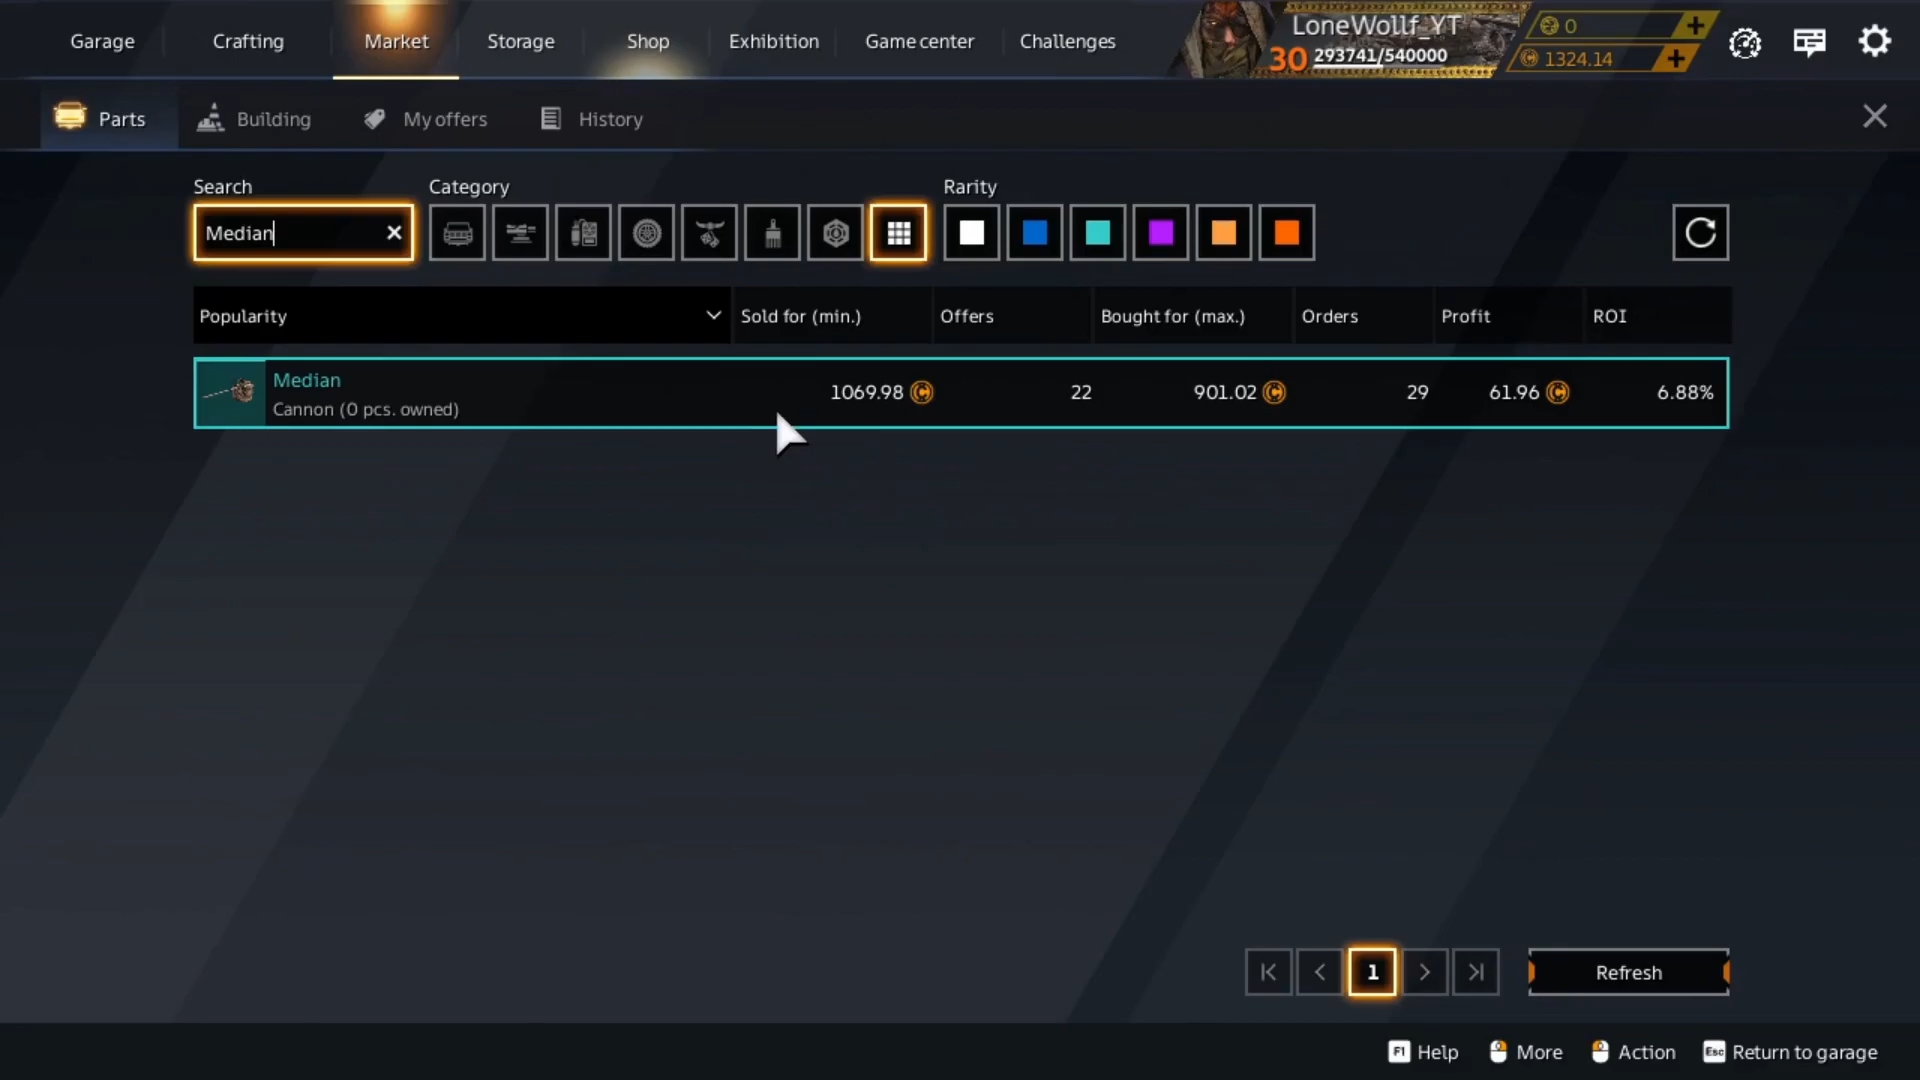 Garage
Crafting
Market
Storage
Shop
Exhibition
Game center
Challenges
LoneWollf_YT
30 293741/540000
0
1324.14
Parts
Building
My offers
History
Search
Category
Rarity
Median
Popularity
Sold for (min.)
Offers
Bought for (max.)
Orders
Profit
ROI
Median
Cannon (0 pcs. owned)
1069.98
22
901.02
29
61.96
6.88%
1
Refresh
F1 Help
More
Action
Esc Return to garage